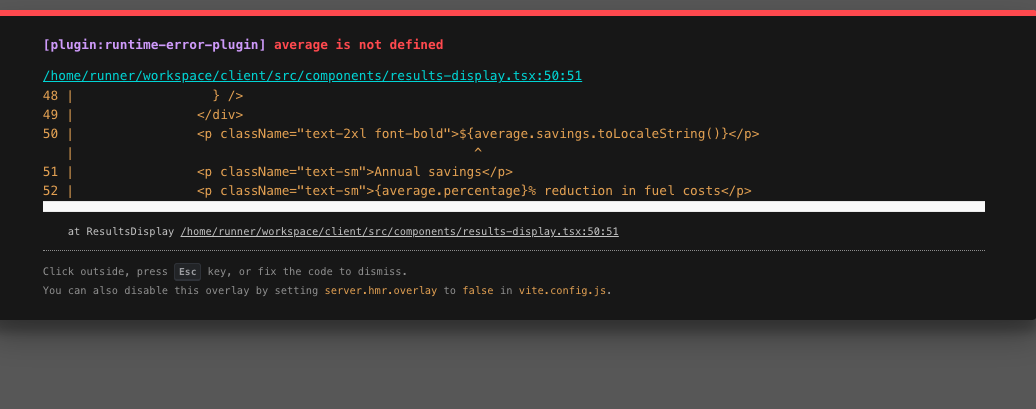 [plugin:runtime-error-plugin] average is not defined
/home/runner/workspace/client/src/components/results-display.tsx:50:51
48 |                  } />
49 |                </div>
50 |                <p className="text-2xl font-bold">${average.savings.toLocaleString()}</p>
   |                                                   ^
51 |                <p className="text-sm">Annual savings</p>
52 |                <p className="text-sm">{average.percentage}% reduction in fuel costs</p>
at ResultsDisplay /home/runner/workspace/client/src/components/results-display.tsx:50:51
Click outside, press Esc key, or fix the code to dismiss.
You can also disable this overlay by setting server.hmr.overlay to false in vite.config.js.